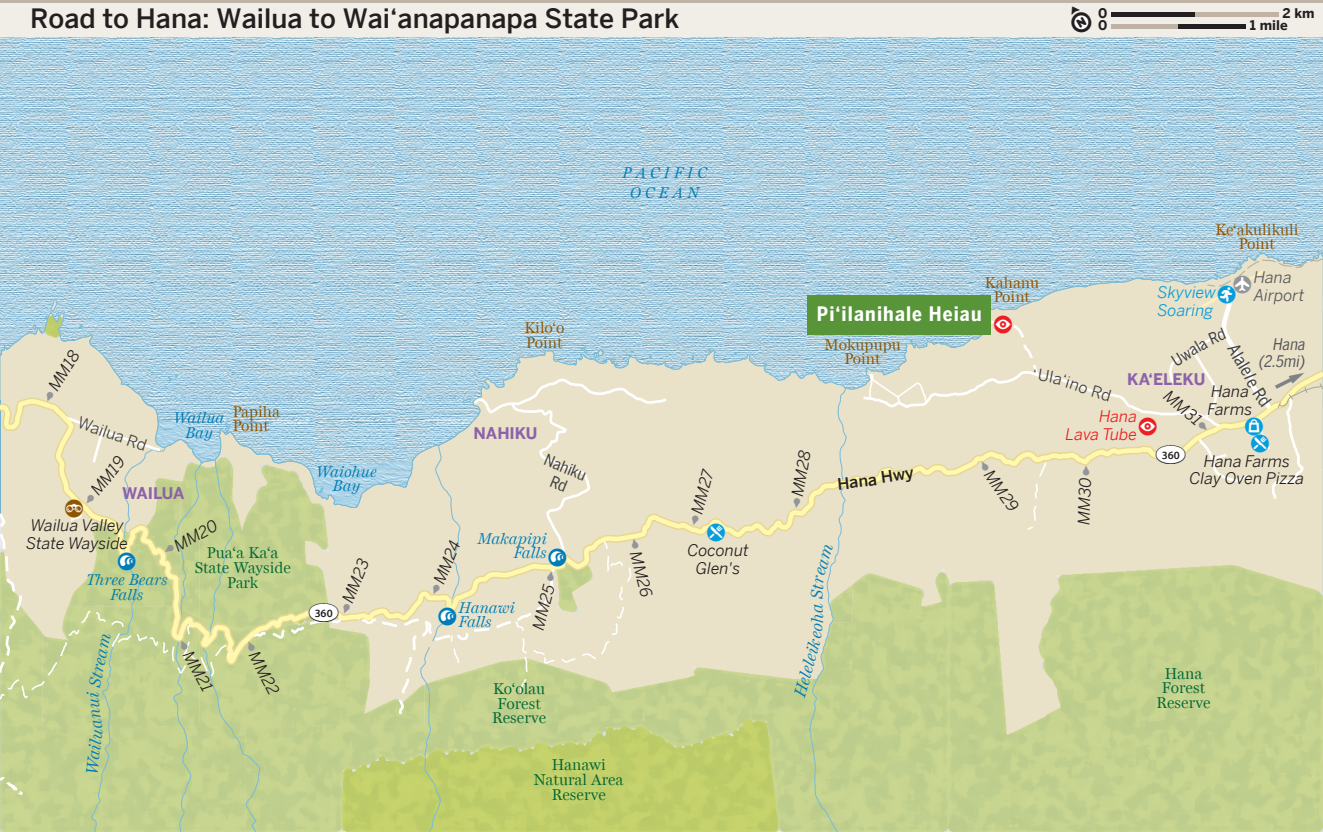 Road to Hana: Wailua to Wai‘anapanapa State Park
0 2 km
0 1 mile
PACIFIC
OCEAN
Ke‘akulikuli
Point
Hana
Airport
Skyview
Soaring
Kahanu
Point
Pi‘ilanihale Heiau
Mokupupu
Point
Kilo‘o
Point
Uwala Rd
Alalele Rd
Hana
(2.5mi)
Ula‘ino Rd
KA‘ELEKU
MM31
Hana
Farms
Hana
Lava Tube
360
Hana Farms
Clay Oven Pizza
MM18
Wailua Rd
Wailua
Bay
Papiha
Point
NAHIKU
Nahiku
Rd
Waiohue
Bay
MM19
WAILUA
Wailua Valley
State Wayside
MM20
Pua‘a Ka‘a
State Wayside
Park
Three Bears
Falls
MM21
MM22
360
MM23
MM24
Hanawi
Falls
Makapipi
Falls
MM25
MM26
MM27
Coconut
Glen's
MM28
Hana Hwy
MM29
MM30
Wailuanui Stream
Heleleikeoha Stream
Ko‘olau
Forest
Reserve
Hanawi
Natural Area
Reserve
Hana
Forest
Reserve